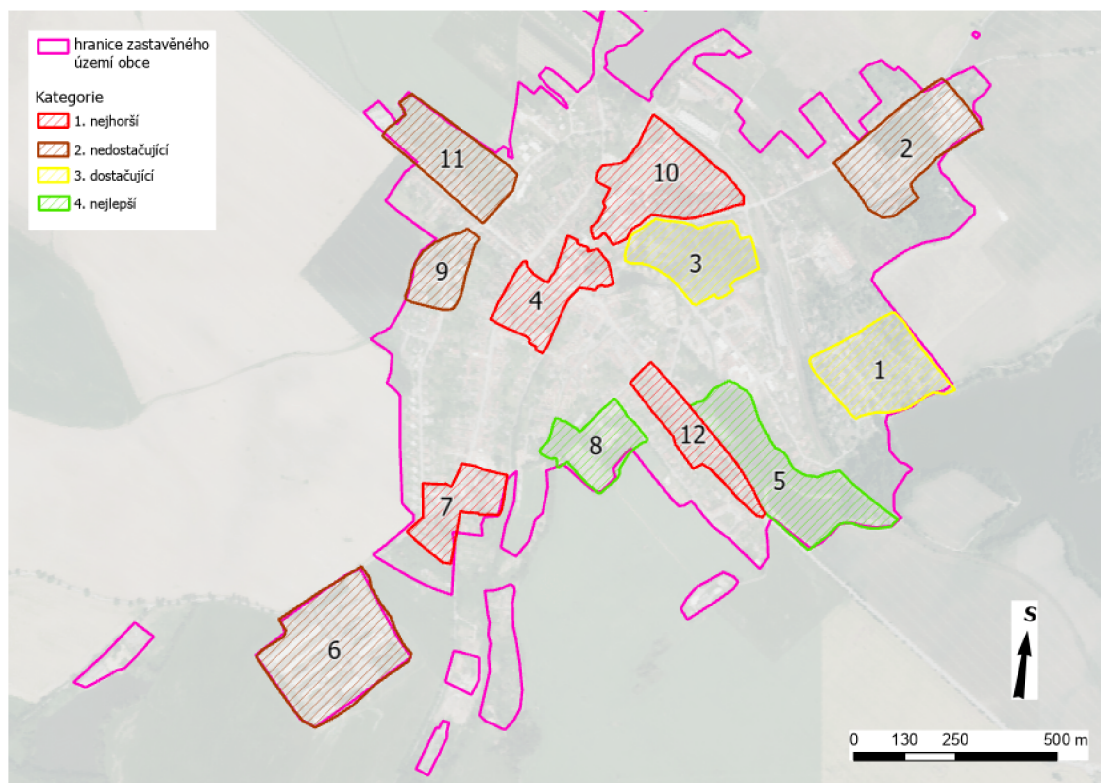 hranice zastavěného
území obce
Kategorie
1. nejhorší
2. nedostačující
3. dostačující
4. nejlepší
11
10
2
9
3
4
1
8
12
5
7
6
S
0 130 250 500 m